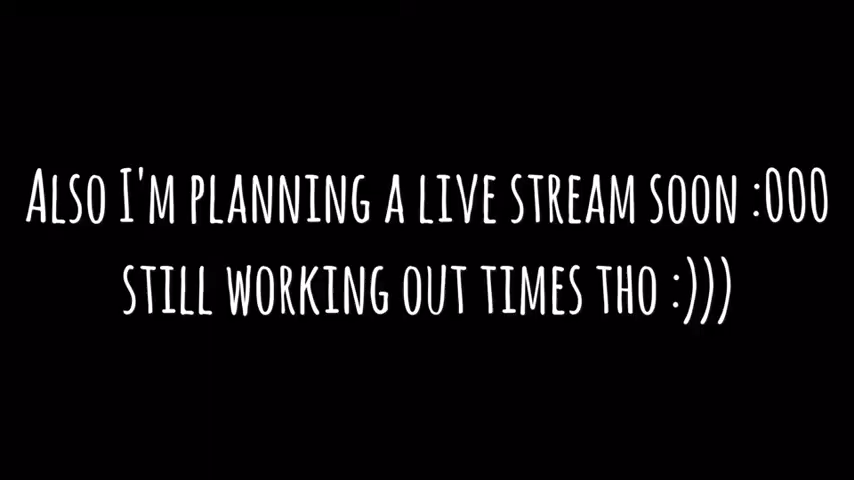 Also I'm planning a live stream soon :000
still working out times tho :)))